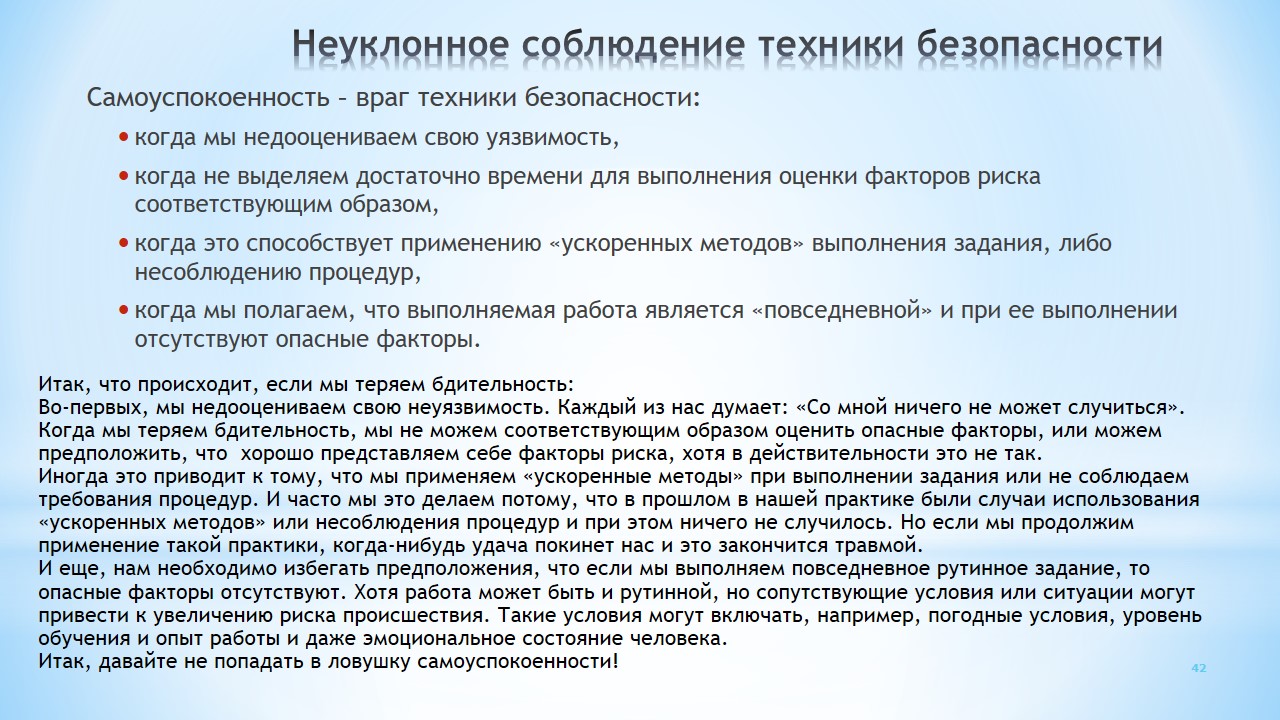 Неуклонное соблюдение техники безопасности
Самоуспокоенность – враг техники безопасности:
• когда мы недооцениваем свою уязвимость,
• когда не выделяем достаточно времени для выполнения оценки факторов риска
соответствующим образом,
• когда это способствует применению «ускоренных методов» выполнения задания, либо
несоблюдению процедур,
• когда мы полагаем, что выполняемая работа является «повседневной» и при ее выполнении
отсутствуют опасные факторы.
Итак, что происходит, если мы теряем бдительность:
Во-первых, мы недооцениваем свою неуязвимость. Каждый из нас думает: «Со мной ничего не может случиться».
Когда мы теряем бдительность, мы не можем соответствующим образом оценить опасные факторы, или можем
предположить, что  хорошо представляем себе факторы риска, хотя в действительности это не так.
Иногда это приводит к тому, что мы применяем «ускоренные методы» при выполнении задания или не соблюдаем
требования процедур. И часто мы это делаем потому, что в прошлом в нашей практике были случаи использования
«ускоренных методов» или несоблюдения процедур и при этом ничего не случилось. Но если мы продолжим
применение такой практики, когда-нибудь удача покинет нас и это закончится травмой.
И еще, нам необходимо избегать предположения, что если мы выполняем повседневное рутинное задание, то
опасные факторы отсутствуют. Хотя работа может быть и рутинной, но сопутствующие условия или ситуации могут
привести к увеличению риска происшествия. Такие условия могут включать, например, погодные условия, уровень
обучения и опыт работы и даже эмоциональное состояние человека.
Итак, давайте не попадать в ловушку самоуспокоенности!
42